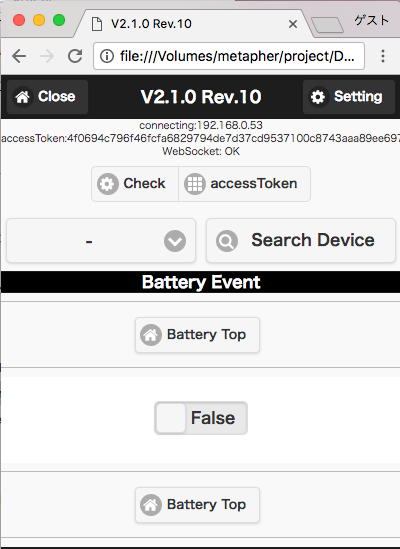 V2.1.0 Rev.10
ゲスト
file:///Volumes/metapher/project/D...
Close
V2.1.0 Rev.10
Setting
connecting:192.168.0.53
accessToken:4f0694c796f46fcfa6829794de7d37cd9537100c8743aaa89ee697
WebSocket: OK
Check
accessToken
-
Search Device
Battery Event
Battery Top
False
Battery Top